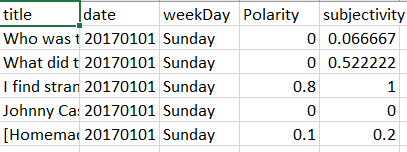 title date weekDay Polarity subjectivity
Who was t 20170101 Sunday 0 0.066667
What did t 20170101 Sunday 0 0.522222
I find stran 20170101 Sunday 0.8 1
Johnny Cas 20170101 Sunday 0 0
[Homemac 20170101 Sunday 0.1 0.2